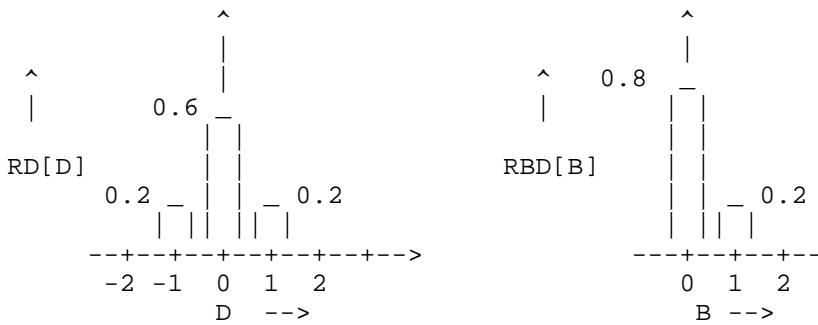 ^ ^
| |
^ | ^ 0.8 _
| 0.6 _ | | |
| | | |
RD[D] | | RBD[B] | |
0.2 _ | | _ 0.2 | | _ 0.2
| | | | | | | | | |
--+--+--+--+--+--+--> ---+--+--+--
-2 -1 0 1 2 0 1 2
D --> B -->